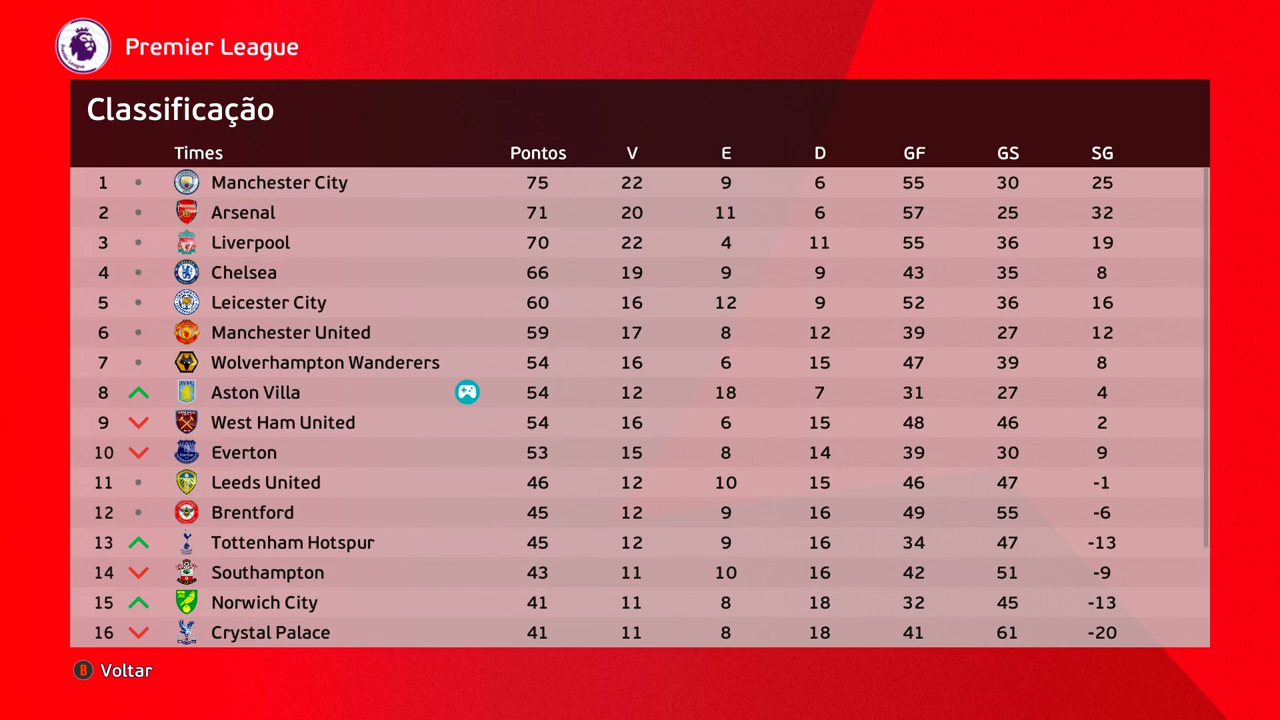 Premier League
Classificação
Times Pontos V E D GF GS SG
1 Manchester City 75 22 9 6 55 30 25
2 Arsenal 71 20 11 6 57 25 32
3 Liverpool 70 22 4 11 55 36 19
4 Chelsea 66 19 9 9 43 35 8
5 Leicester City 60 16 12 9 52 36 16
6 Manchester United 59 17 8 12 39 27 12
7 Wolverhampton Wanderers 54 16 6 15 47 39 8
8 Aston Villa 54 12 18 7 31 27 4
9 West Ham United 54 16 6 15 48 46 2
10 Everton 53 15 8 14 39 30 9
11 Leeds United 46 12 10 15 46 47 -1
12 Brentford 45 12 9 16 49 55 -6
13 Tottenham Hotspur 45 12 9 16 34 47 -13
14 Southampton 43 11 10 16 42 51 -9
15 Norwich City 41 11 8 18 32 45 -13
16 Crystal Palace 41 11 8 18 41 61 -20
B Voltar